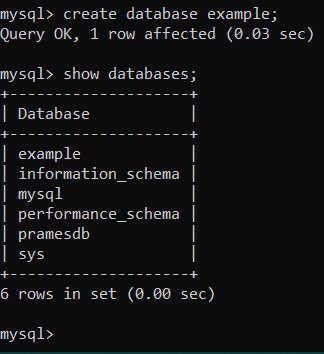 mysql> create database example;
Query OK, 1 row affected (0.03 sec)
mysql> show databases;
+--------------------+
| Database           |
+--------------------+
| example            |
| information_schema |
| mysql              |
| performance_schema |
| pramesdb           |
| sys                |
+--------------------+
6 rows in set (0.00 sec)
mysql>